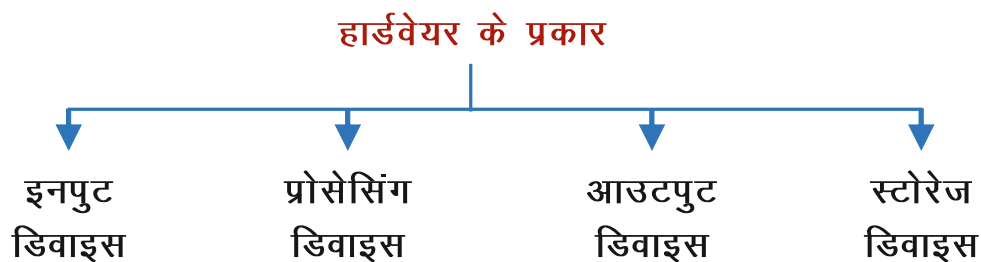 हार्डवेयर के प्रकार
इनपुट डिवाइस
प्रोसेसिंग डिवाइस
आउटपुट डिवाइस
स्टोरेज डिवाइस